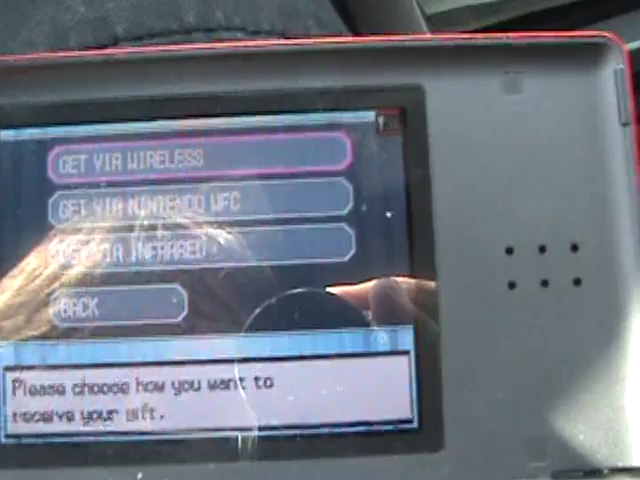 GET VIA WIRELESS
GET VIA NINTENDO WFC
GET VIA INFRARED
BACK
Please choose how you want to
receive your gift.